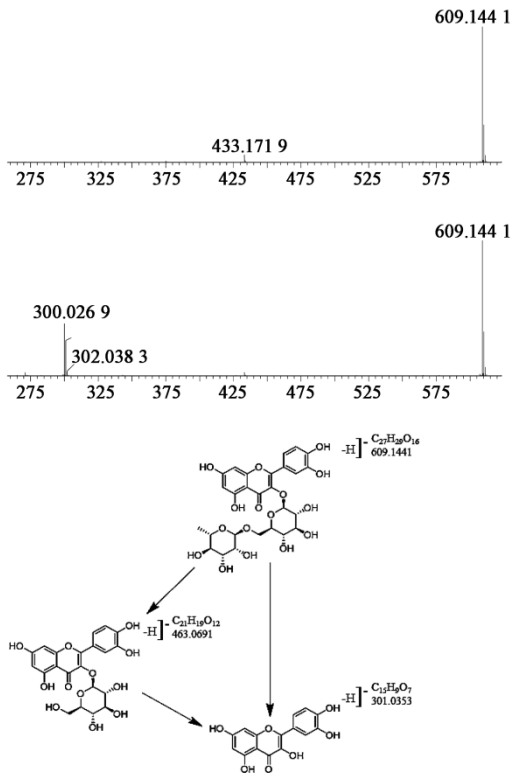 609.144 1
433.171 9
275 325 375 425 475 525 575
609.144 1
300.026 9
302.038 3
275 325 375 425 475 525 575
-H]⁻ C₂₇H₂₉O₁₆
609.1441
OH
HO
O
OH
OH
O
O
OH
O
OH
O
O
OH
HO
OH
OH
OH
OH
-H]⁻ C₂₁H₁₉O₁₂
463.0691
OH
HO
O
OH
O
OH
O
OH
O
HO
OH
OH
-H]⁻ C₁₅H₉O₇
301.0353
OH
HO
O
OH
OH
OH
O